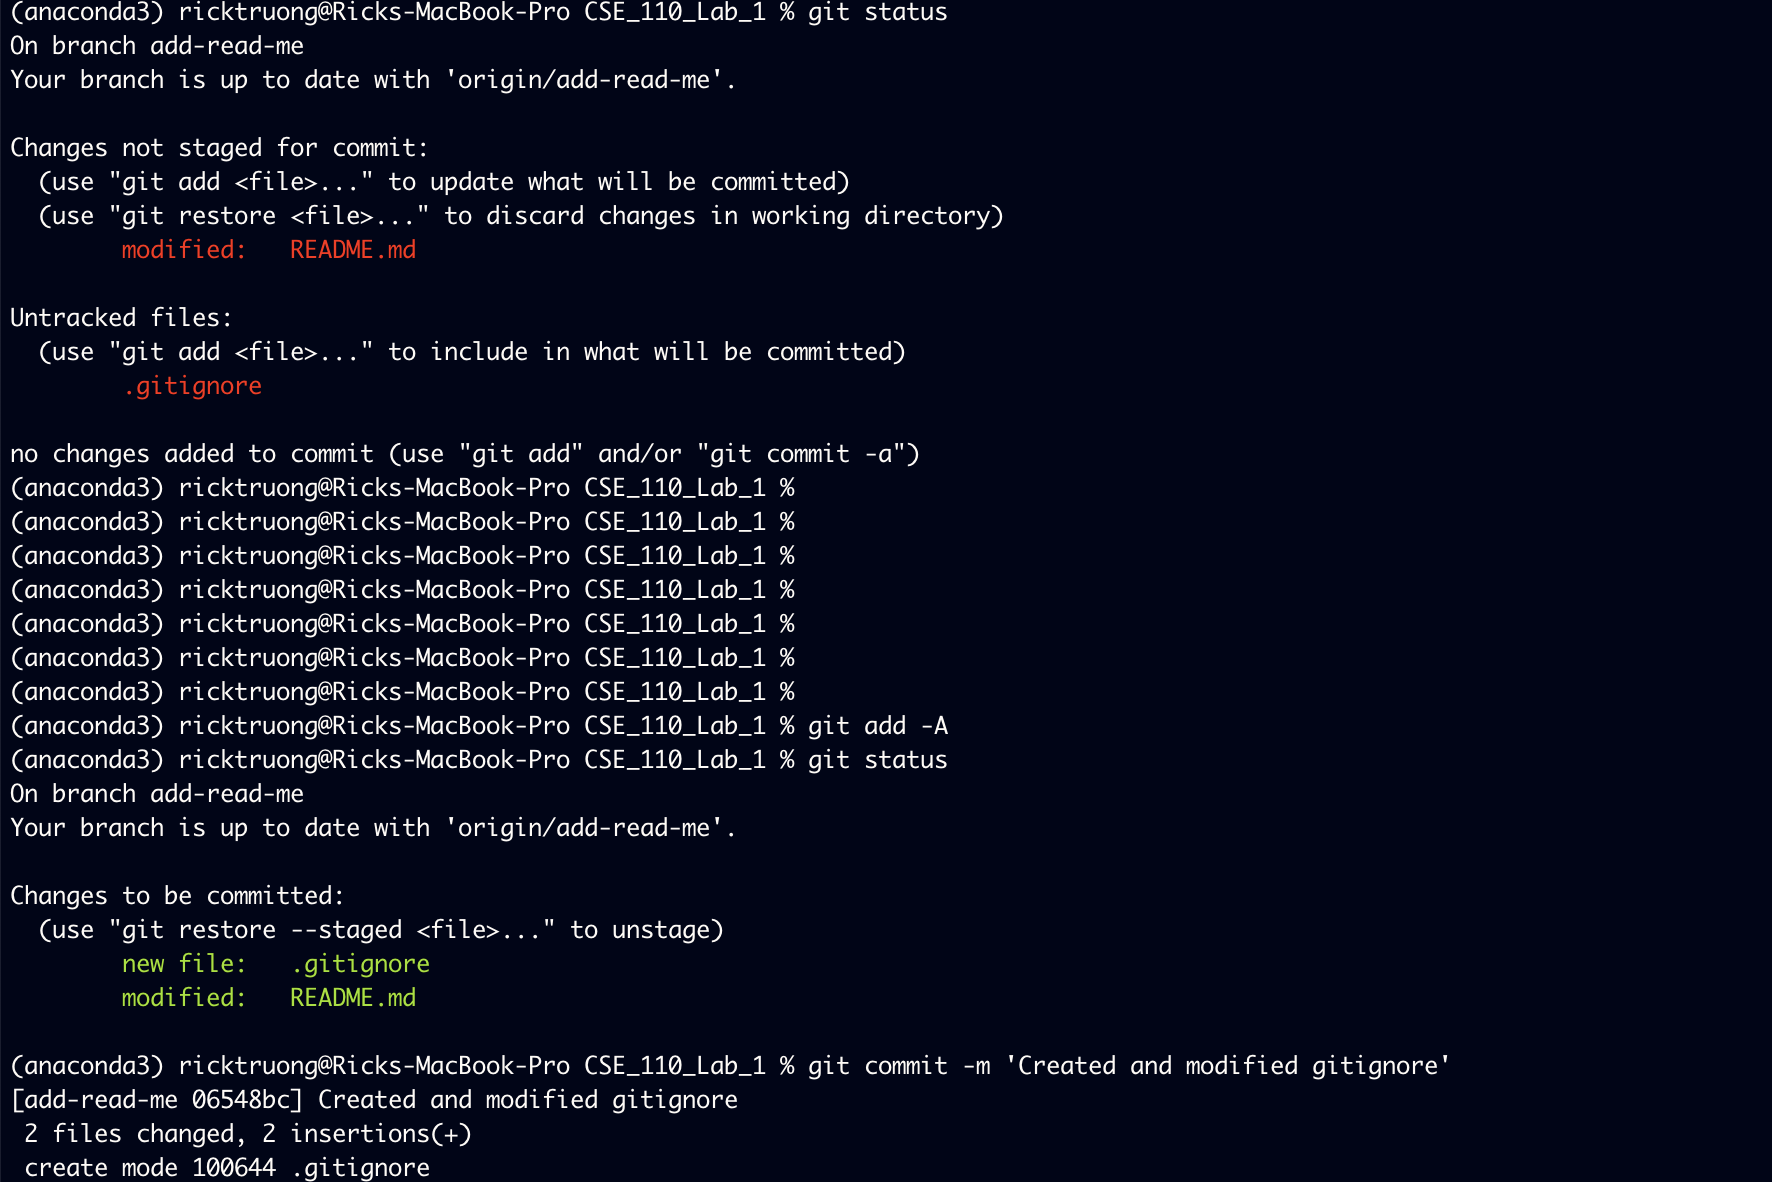 (anaconda3) ricktruong@Ricks-MacBook-Pro CSE_110_Lab_1 % git status
On branch add-read-me
Your branch is up to date with 'origin/add-read-me'.
Changes not staged for commit:
  (use "git add <file>..." to update what will be committed)
  (use "git restore <file>..." to discard changes in working directory)
        modified:   README.md
Untracked files:
  (use "git add <file>..." to include in what will be committed)
        .gitignore
no changes added to commit (use "git add" and/or "git commit -a")
(anaconda3) ricktruong@Ricks-MacBook-Pro CSE_110_Lab_1 %
(anaconda3) ricktruong@Ricks-MacBook-Pro CSE_110_Lab_1 %
(anaconda3) ricktruong@Ricks-MacBook-Pro CSE_110_Lab_1 %
(anaconda3) ricktruong@Ricks-MacBook-Pro CSE_110_Lab_1 %
(anaconda3) ricktruong@Ricks-MacBook-Pro CSE_110_Lab_1 %
(anaconda3) ricktruong@Ricks-MacBook-Pro CSE_110_Lab_1 %
(anaconda3) ricktruong@Ricks-MacBook-Pro CSE_110_Lab_1 %
(anaconda3) ricktruong@Ricks-MacBook-Pro CSE_110_Lab_1 % git add -A
(anaconda3) ricktruong@Ricks-MacBook-Pro CSE_110_Lab_1 % git status
On branch add-read-me
Your branch is up to date with 'origin/add-read-me'.
Changes to be committed:
  (use "git restore --staged <file>..." to unstage)
        new file:   .gitignore
        modified:   README.md
(anaconda3) ricktruong@Ricks-MacBook-Pro CSE_110_Lab_1 % git commit -m 'Created and modified gitignore'
[add-read-me 06548bc] Created and modified gitignore
 2 files changed, 2 insertions(+)
 create mode 100644 .gitignore